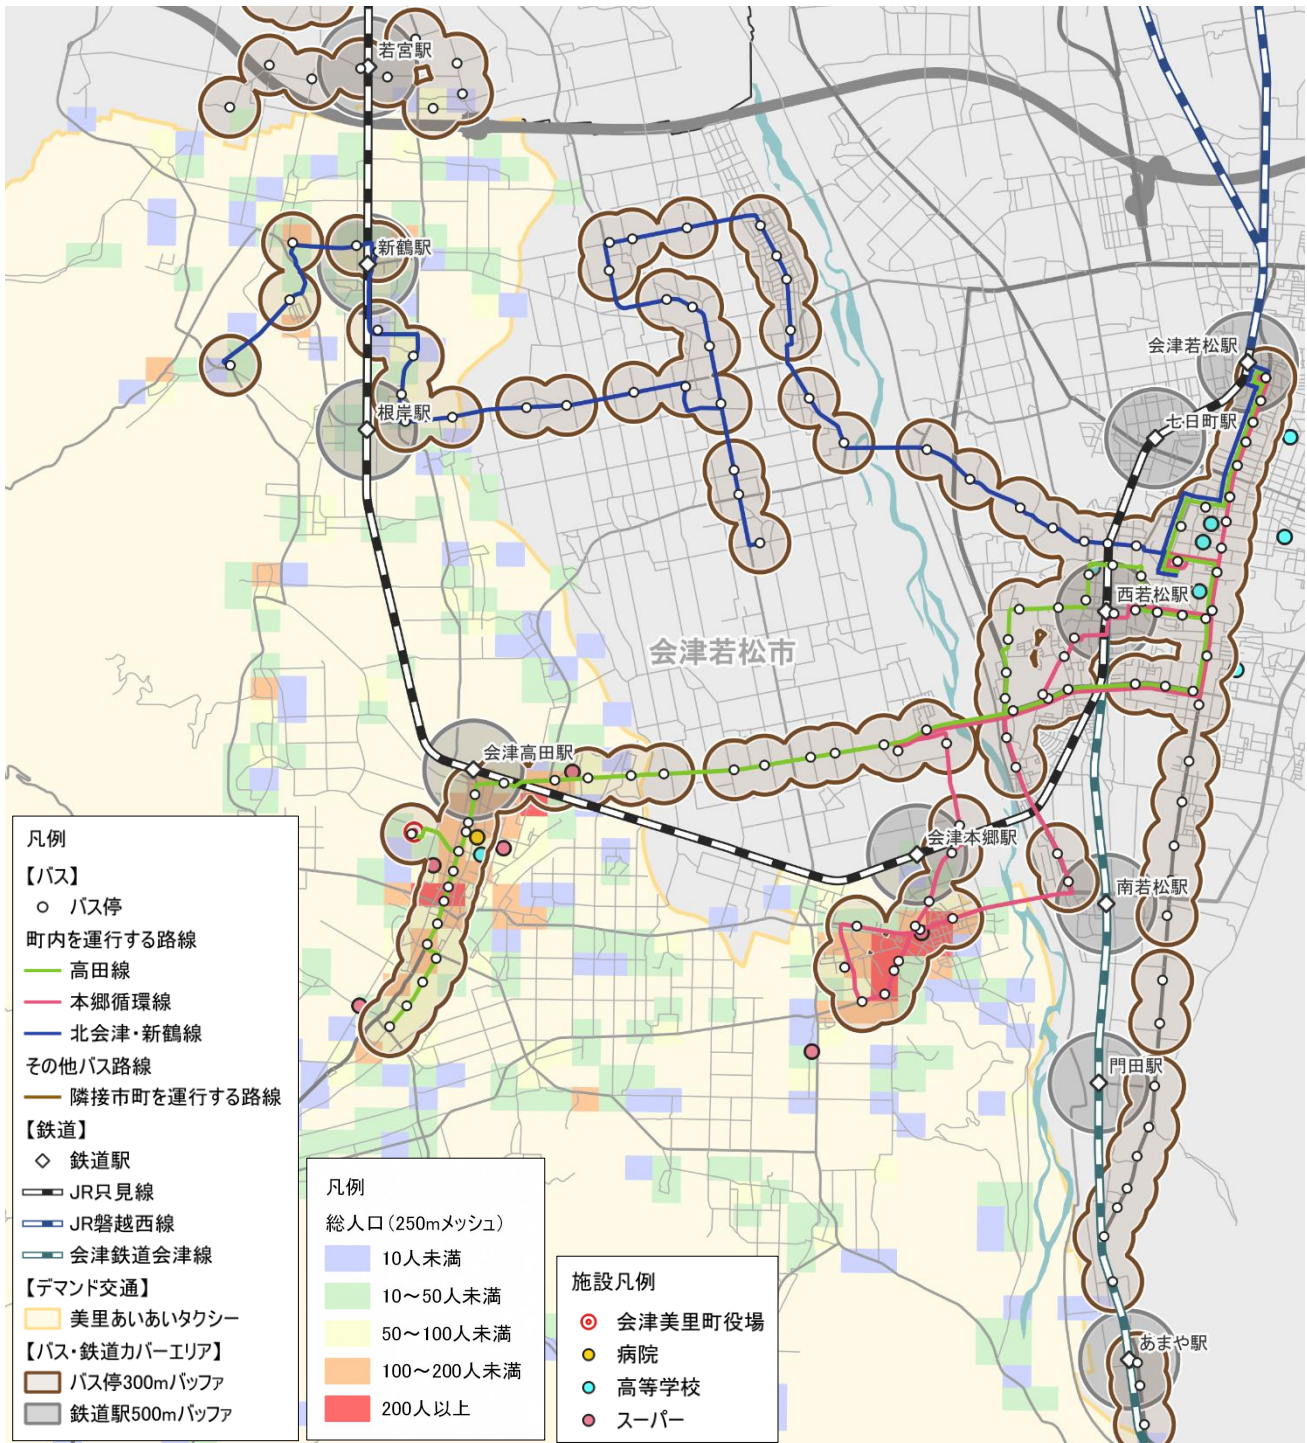 若宮駅
新鶴駅
根岸駅
会津若松駅
七日町駅
西若松駅
会津若松市
会津高田駅
会津本郷駅
南若松駅
門田駅
あまや駅
凡例
【バス】
バス停
町内を運行する路線
高田線
本郷循環線
北会津・新鶴線
その他バス路線
隣接市町を運行する路線
【鉄道】
鉄道駅
JR只見線
JR磐越西線
会津鉄道会津線
【デマンド交通】
美里あいあいタクシー
【バス・鉄道カバーエリア】
バス停300mバッファ
鉄道駅500mバッファ
凡例
総人口(250mメッシュ)
10人未満
10～50人未満
50～100人未満
100～200人未満
200人以上
施設凡例
会津美里町役場
病院
高等学校
スーパー